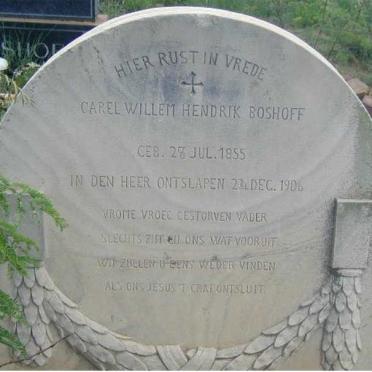 SHOP
HIER RUST IN VREDE
CAREL WILLEM HENDRIK BOSHOFF
GEB. 27 JUL. 1855
IN DEN HEER ONTSLAPEN 24 DEC. 1906
VROME VROEG GESTORVEN VADER
SLECHTS ZIJT GIJ ONS WAT VOORUIT
WIJ ZULLEN U EENS WEDER VINDEN
ALS ONS JESUS 'T GRAF ONTSLUIT